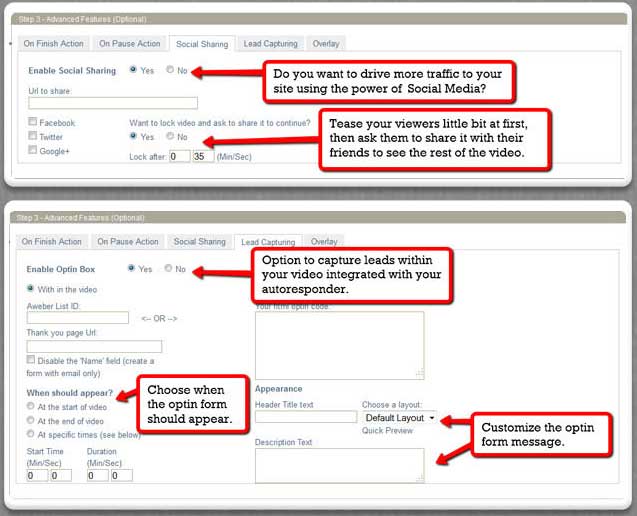 Step 3 - Advanced Features (Optional)
On Finish Action
On Pause Action
Social Sharing
Lead Capturing
Overlay
Enable Social Sharing
Yes
No
Do you want to drive more traffic to your
site using the power of Social Media?
Url to share:
Facebook
Want to lock video and ask to share it to continue?
Twitter
Yes
No
Google+
Lock after: 0 35 (Min/Sec)
Tease your viewers little bit at first,
then ask them to share it with their
friends to see the rest of the video.
Step 3 - Advanced Features (Optional)
On Finish Action
On Pause Action
Social Sharing
Lead Capturing
Overlay
Enable Optin Box
Yes
No
Option to capture leads within
your video integrated with your
autoresponder.
With in the video
Aweber List ID:
<-- OR -->
Your html optin code:
Thank you page Url:
Disable the 'Name' field (create a
form with email only)
When should appear?
At the start of video
At the end of video
At specific times (see below)
Choose when
the optin form
should appear.
Start Time
(Min/Sec)
0 0
Duration
(Min/Sec)
0 0
Appearance
Header Title text
Choose a layout:
Default Layout
Quick Preview
Description Text
Customize the optin
form message.